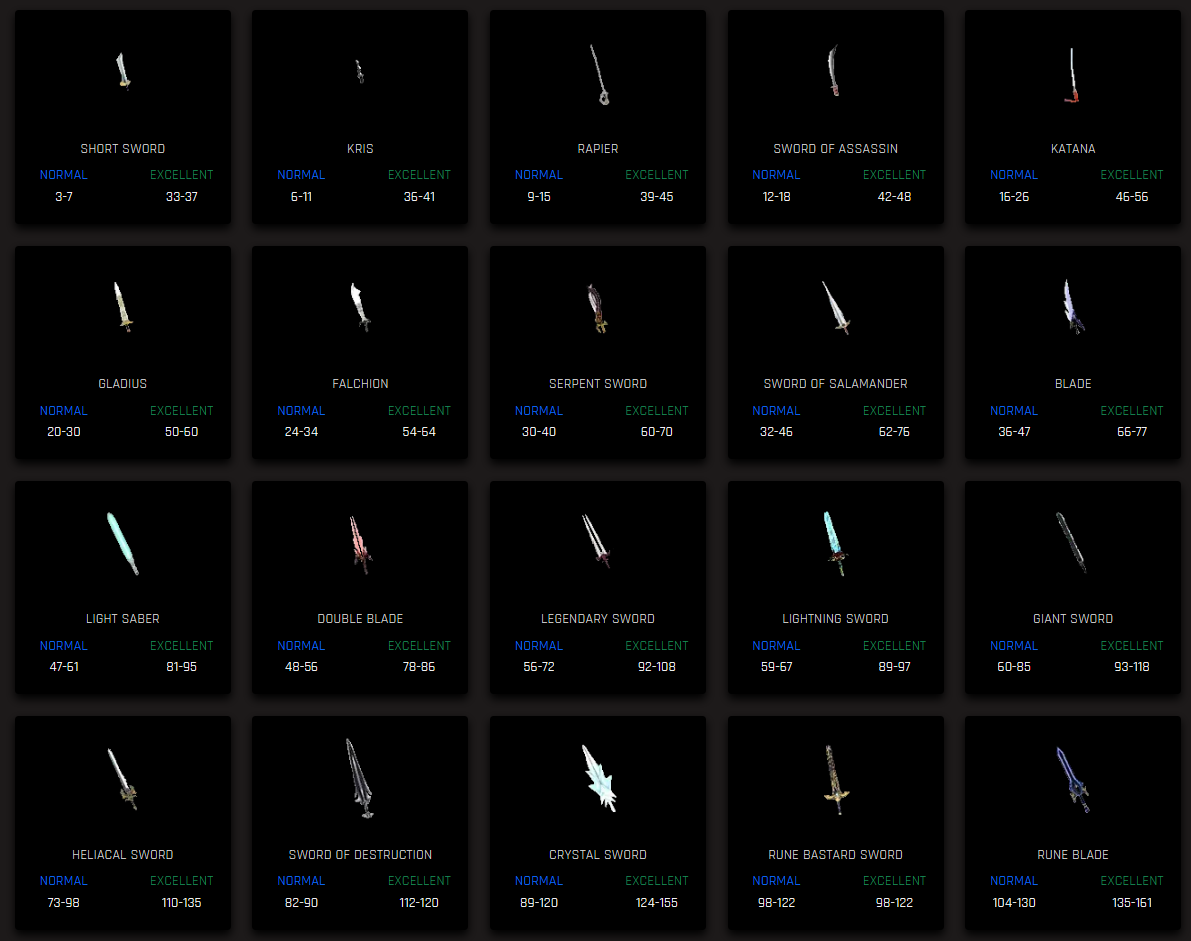 SHORT SWORD KRIS RAPIER SWORD OF ASSASSIN KATANA
NORMAL EXCELLENT NORMAL EXCELLENT NORMAL EXCELLENT NORMAL EXCELLENT NORMAL EXCELLENT
3-7 33-37 6-11 36-41 9-15 39-45 12-18 42-48 16-26 46-56
GLADIUS FALCHION SERPENT SWORD SWORD OF SALAMANDER BLADE
NORMAL EXCELLENT NORMAL EXCELLENT NORMAL EXCELLENT NORMAL EXCELLENT NORMAL EXCELLENT
20-30 50-60 24-34 54-64 30-40 60-70 32-46 62-76 36-47 66-77
LIGHT SABER DOUBLE BLADE LEGENDARY SWORD LIGHTNING SWORD GIANT SWORD
NORMAL EXCELLENT NORMAL EXCELLENT NORMAL EXCELLENT NORMAL EXCELLENT NORMAL EXCELLENT
47-61 81-95 48-56 78-86 56-72 92-108 59-67 89-97 60-85 93-118
HELIACAL SWORD SWORD OF DESTRUCTION CRYSTAL SWORD RUNE BASTARD SWORD RUNE BLADE
NORMAL EXCELLENT NORMAL EXCELLENT NORMAL EXCELLENT NORMAL EXCELLENT NORMAL EXCELLENT
73-98 110-135 82-90 112-120 89-120 124-155 98-122 98-122 104-130 135-161